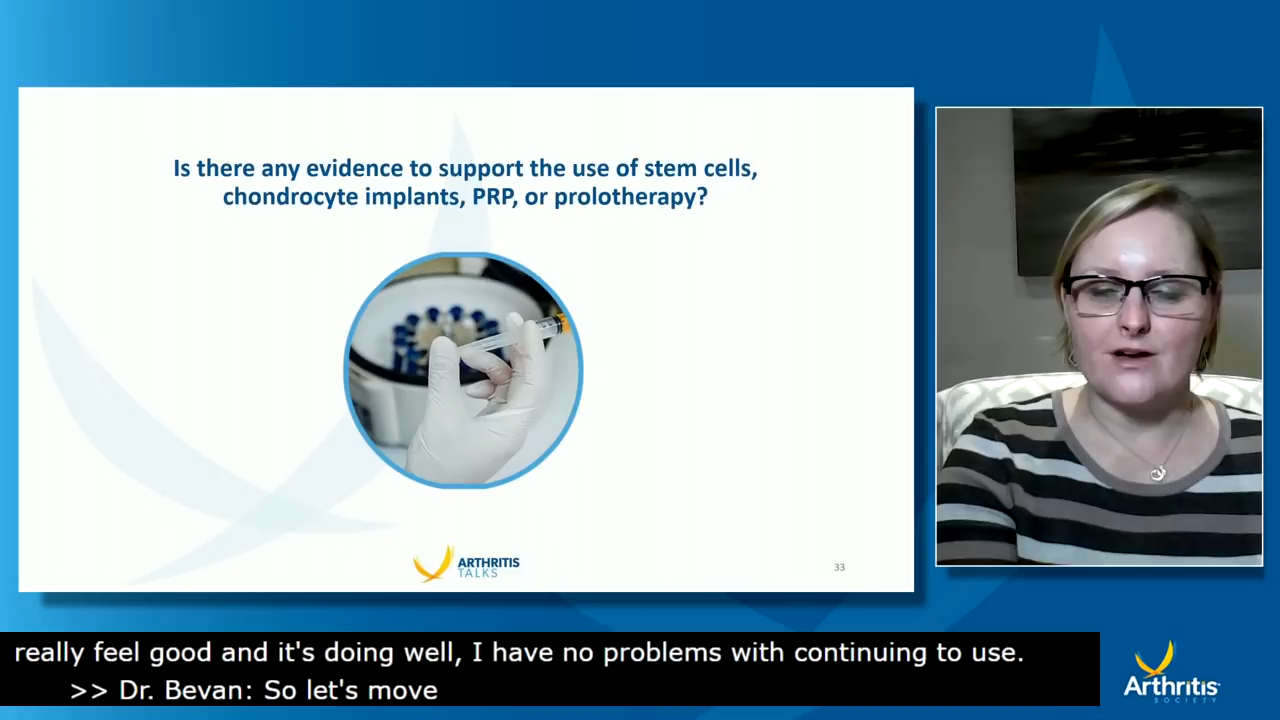 Is there any evidence to support the use of stem cells,
chondrocyte implants, PRP, or prolotherapy?
ARTHRITIS
TALKS
33
really feel good and it's doing well, I have no problems with continuing to use.
>> Dr. Bevan: So let's move
Arthritis
SOCIETY